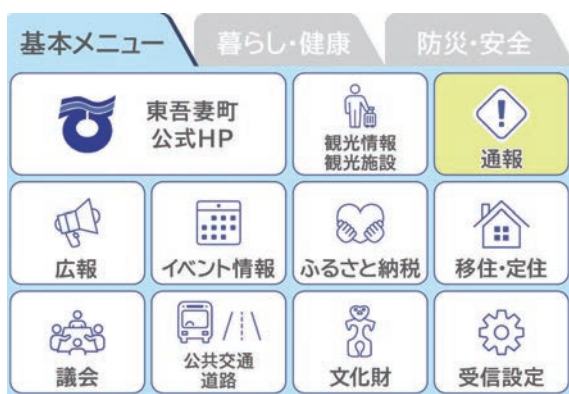 基本メニュー
暮らし・健康
防災・安全
東吾妻町
公式HP
観光情報
観光施設
通報
広報
イベント情報
ふるさと納税
移住・定住
議会
公共交通
道路
文化財
受信設定